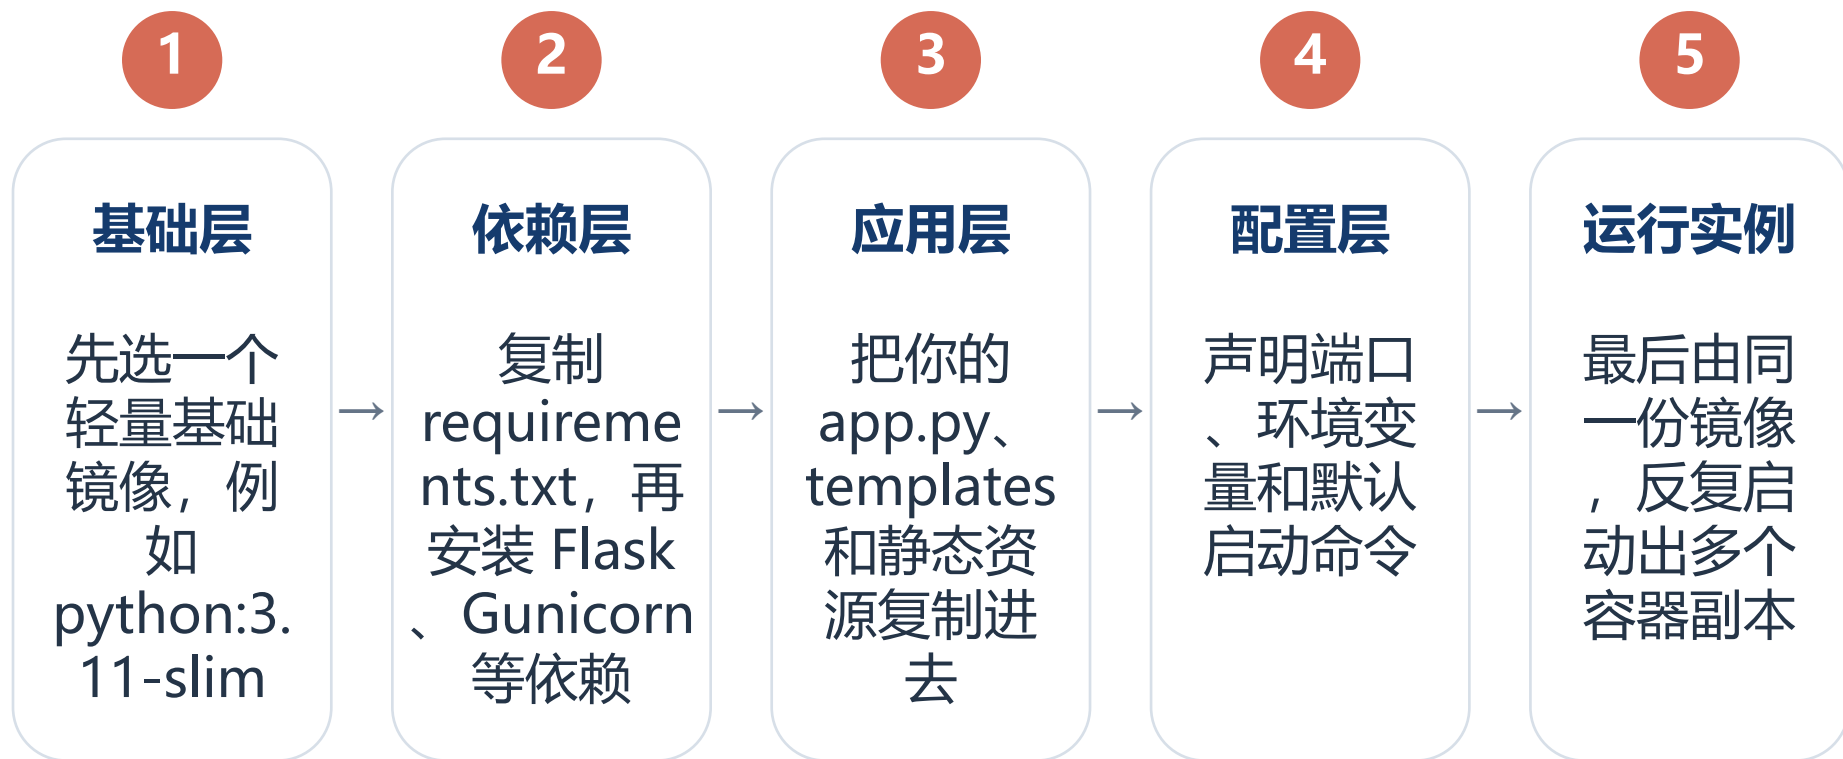 1
基础层
先选一个
轻量基础
镜像，例
如
python:3.
11-slim
→
2
依赖层
复制
requireme
nts.txt，再
安装 Flask
、Gunicorn
等依赖
→
3
应用层
把你的
app.py、
templates
和静态资
源复制进
去
→
4
配置层
声明端口
、环境变
量和默认
启动命令
→
5
运行实例
最后由同
一份镜像
，反复启
动出多个
容器副本